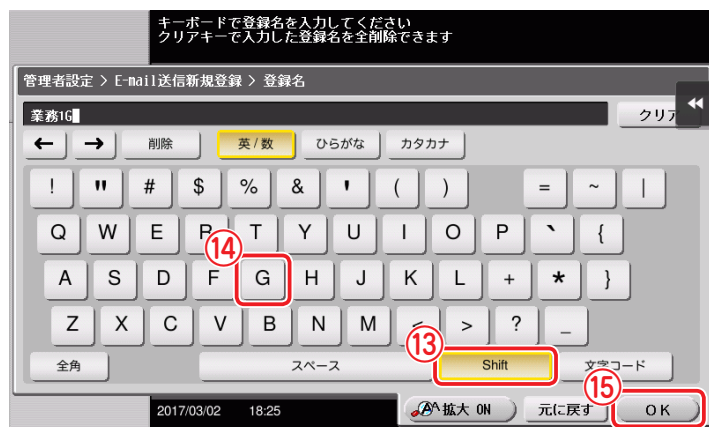 キーボードで登録名を入力してください
クリアキーで入力した登録名を全削除できます
管理者設定 > E-mail送信新規登録 > 登録名
業務1G
クリア
← → 削除 英/数 ひらがな カタカナ
! " # $ % & ' ( ) = ~ |
Q W E R T Y U I O P ` {
⑭
A S D F G H J K L + * }
Z X C V B N M < > ? _
⑬
全角 スペース Shift 文字コード
⑮
2017/03/02 18:25 拡大 ON 元に戻す OK